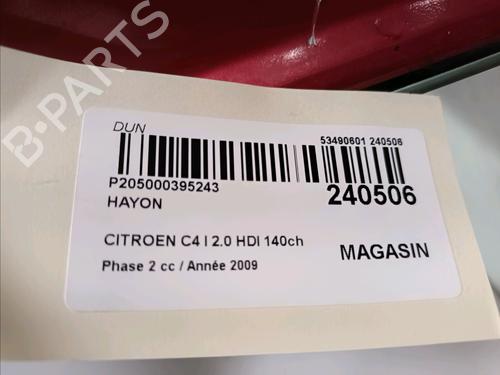 B-PARTS
DUN
53490601 240506
P205000395243
240506
HAYON
CITROEN C4 I 2.0 HDI 140ch
MAGASIN
Phase 2 cc / Année 2009